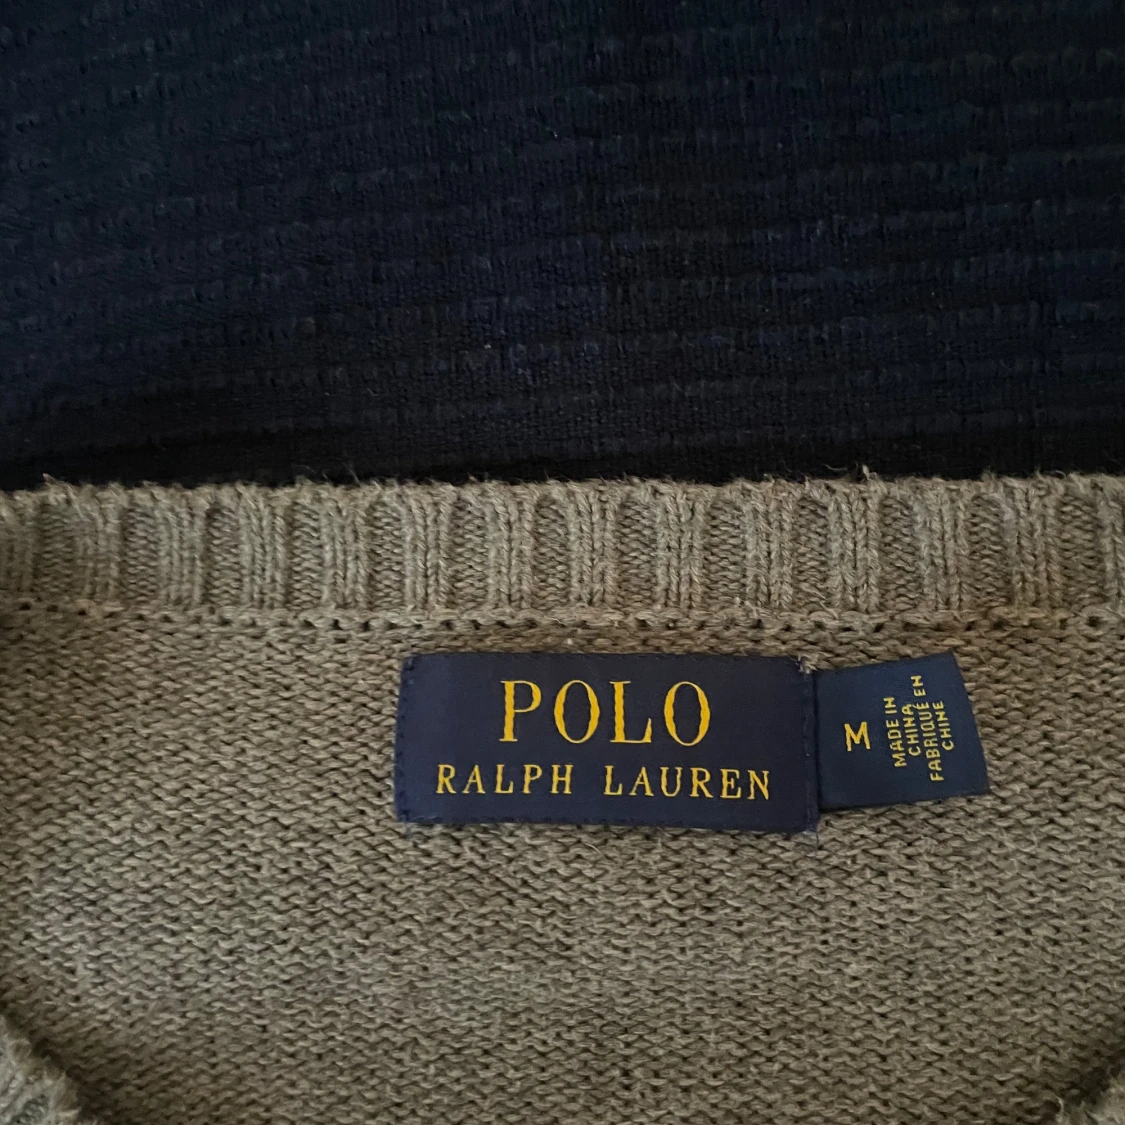 POLO
RALPH LAUREN
M
MADE IN
CHINA
FABRIQUÉ EN
CHINE